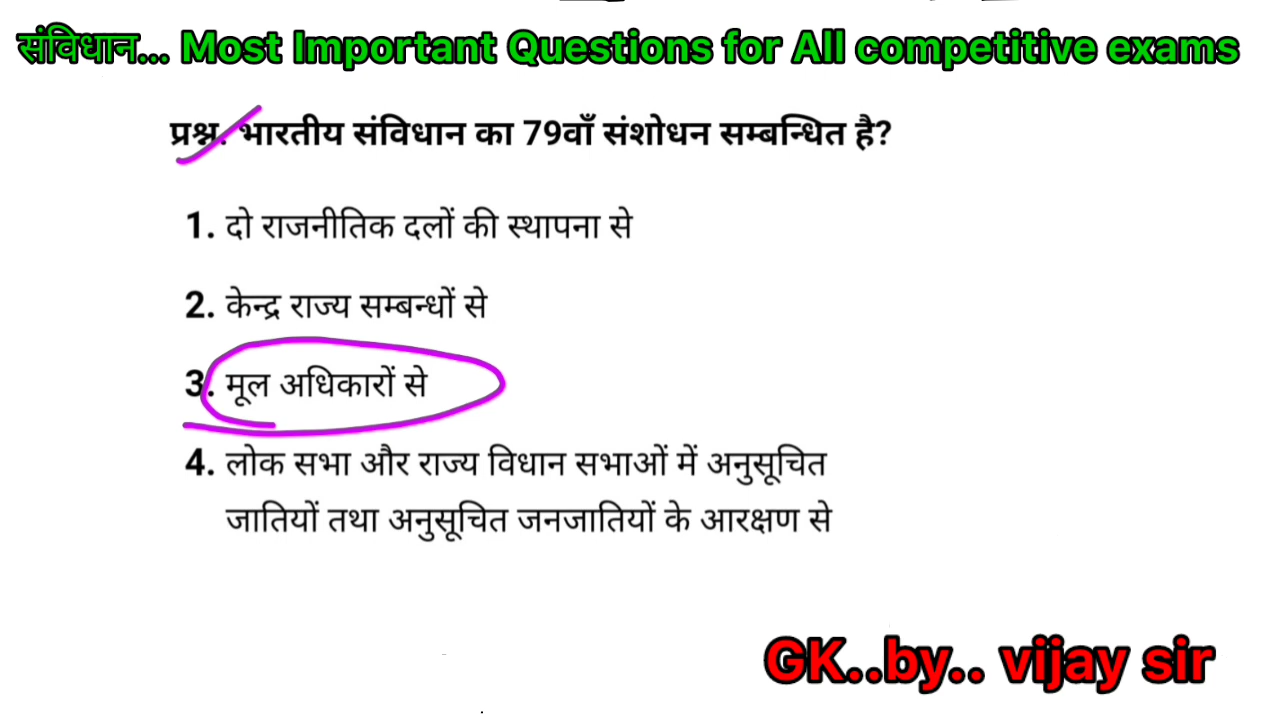 संविधान... Most Important Questions for All competitive exams
प्रश्न. भारतीय संविधान का 79वाँ संशोधन सम्बन्धित है?
1. दो राजनीतिक दलों की स्थापना से
2. केन्द्र राज्य सम्बन्धों से
3. मूल अधिकारों से
4. लोक सभा और राज्य विधान सभाओं में अनुसूचित
जातियों तथा अनुसूचित जनजातियों के आरक्षण से
GK..by.. vijay sir